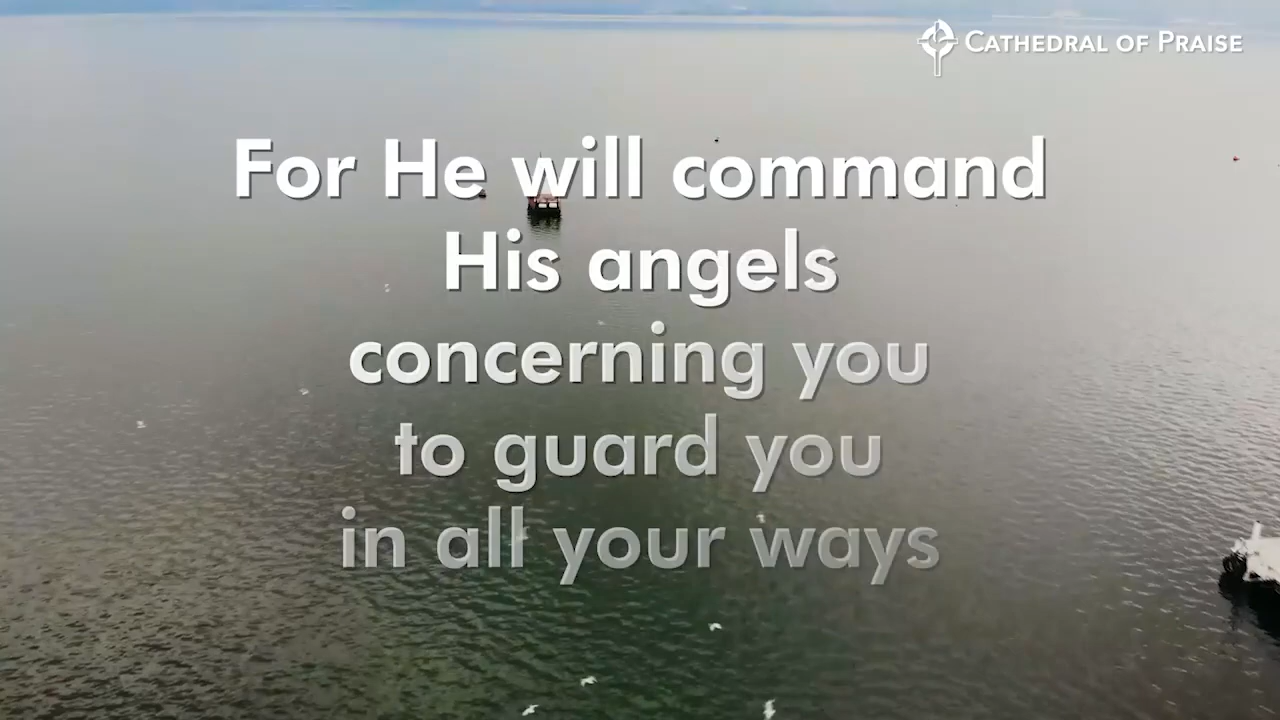 CATHEDRAL OF PRAISE
For He will command
His angels
concerning you
to guard you
in all your ways